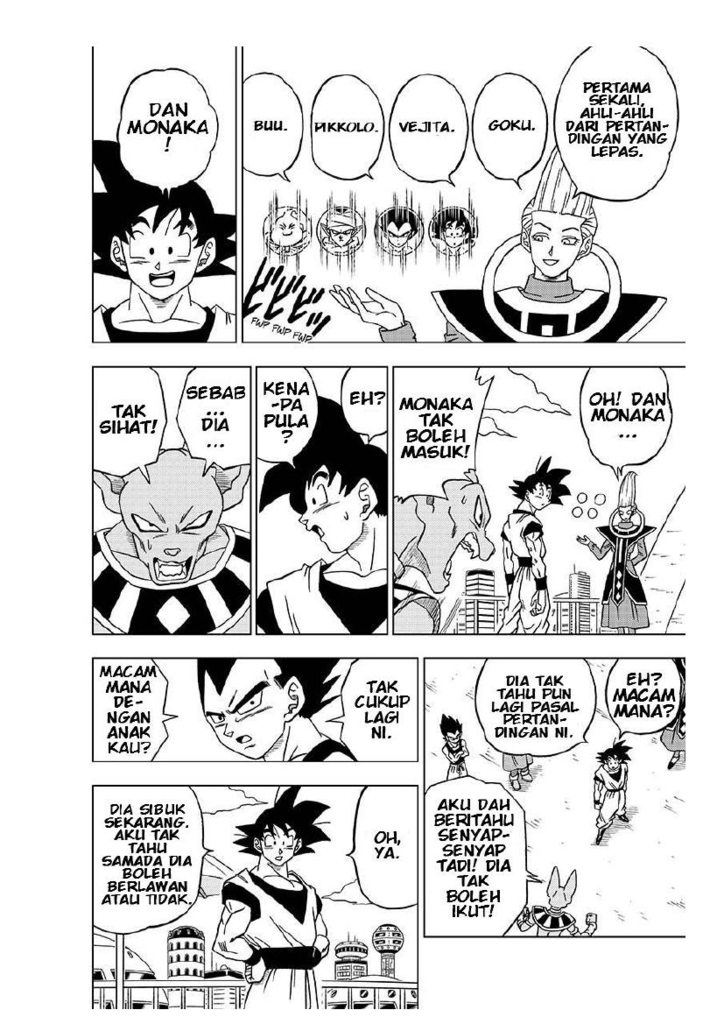 PERTAMA
SEKALI,
AHLI-AHLI
DARI PERTAN-
DINGAN YANG
LEPAS.
GOKU.
VEJITA.
PIKKOLO.
BUU.
ビビビッ
FWP FWP FWP
DAN
MONAKA
!
OH! DAN
MONAKA
...
MONAKA
TAK
BOLEH
MASUK!
EH?
KENA
-PA
PULA
?
SEBAB
...
DIA
...
TAK
SIHAT!
EH?
MACAM
MANA?
DIA TAK
TAHU PUN
LAGI PASAL
PERTAN-
DINGAN NI.
AKU DAH
BERITAHU
SENYAP-
SENYAP
TADI! DIA
TAK
BOLEH
IKUT!
TAK
CUKUP
LAGI
NI.
MACAM
MANA
DE-
NGAN
ANAK
KAU?
OH,
YA.
DIA SIBUK
SEKARANG.
AKU TAK
TAHU
SAMADA DIA
BOLEH
BERLAWAN
ATAU TIDAK.